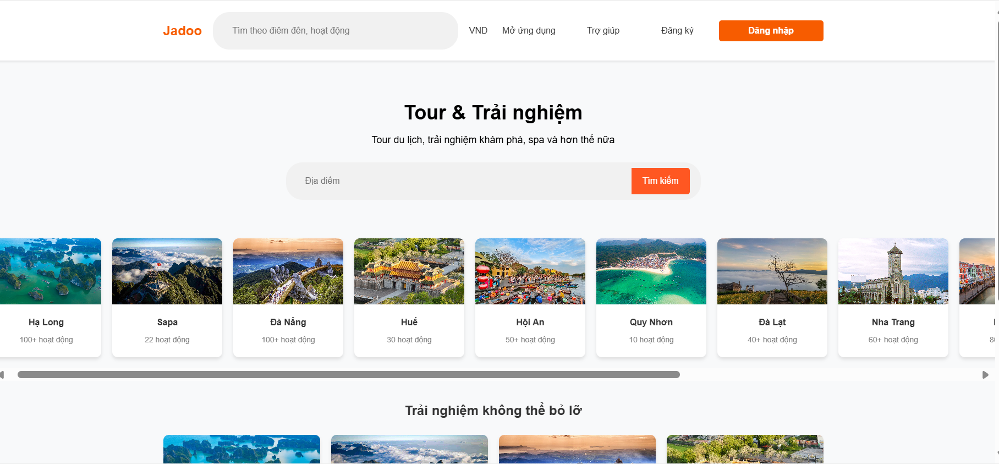 Jadoo
Tìm theo điểm đến, hoạt động
VND
Mở ứng dụng
Trợ giúp
Đăng ký
Đăng nhập
Tour & Trải nghiệm
Tour du lịch, trải nghiệm khám phá, spa và hơn thế nữa
Địa điểm
Tìm kiếm
Hạ Long
100+ hoạt động
Sapa
22 hoạt động
Đà Nẵng
100+ hoạt động
Huế
30 hoạt động
Hội An
50+ hoạt động
Quy Nhơn
10 hoạt động
Đà Lạt
40+ hoạt động
Nha Trang
60+ hoạt động
Trải nghiệm không thể bỏ lỡ